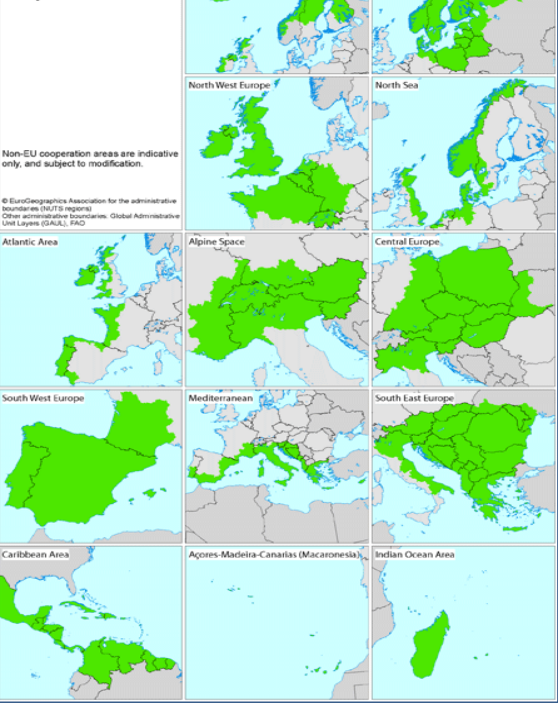 North West Europe
North Sea
Non-EU cooperation areas are indicative
only, and subject to modification.
© EuroGeographics Association for the administrative
boundaries (NUTS regions)
Other administrative boundaries: Global Administrative
Unit Layers (GAUL), FAO
Atlantic Area
Alpine Space
Central Europe
South West Europe
Mediterranean
South East Europe
Caribbean Area
Açores-Madeira-Canarias (Macaronesia)
Indian Ocean Area